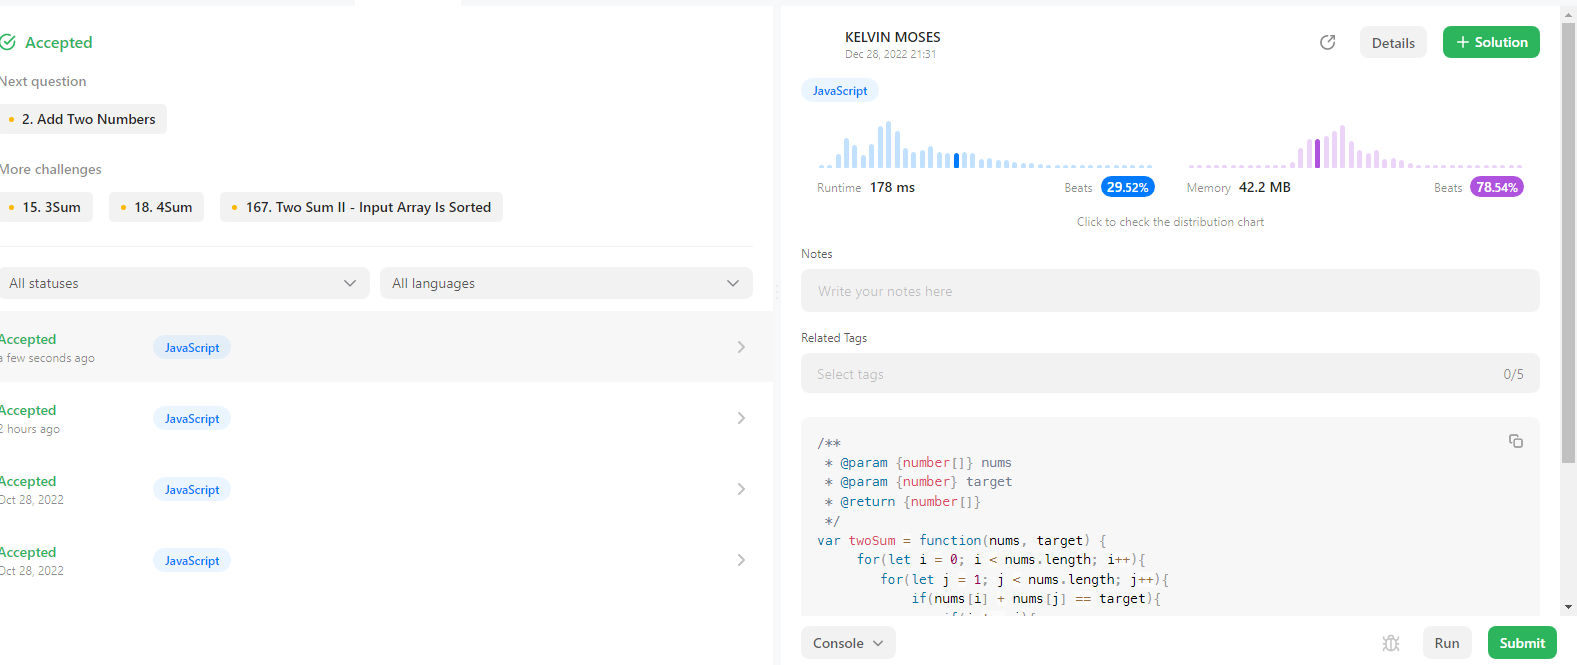 Accepted
Next question
2. Add Two Numbers
More challenges
15. 3Sum
18. 4Sum
167. Two Sum II - Input Array Is Sorted
All statuses
All languages
Accepted
a few seconds ago
JavaScript
Accepted
2 hours ago
JavaScript
Accepted
Oct 28, 2022
JavaScript
Accepted
Oct 28, 2022
JavaScript
KELVIN MOSES
Dec 28, 2022 21:31
Details
+ Solution
JavaScript
Runtime 178 ms
Beats 29.52%
Memory 42.2 MB
Beats 78.54%
Click to check the distribution chart
Notes
Write your notes here
Related Tags
Select tags
0/5
/**
* @param {number[]} nums
* @param {number} target
* @return {number[]}
*/
var twoSum = function(nums, target) {
for(let i = 0; i < nums.length; i++){
for(let j = 1; j < nums.length; j++){
if(nums[i] + nums[j] == target){
Console
Run
Submit